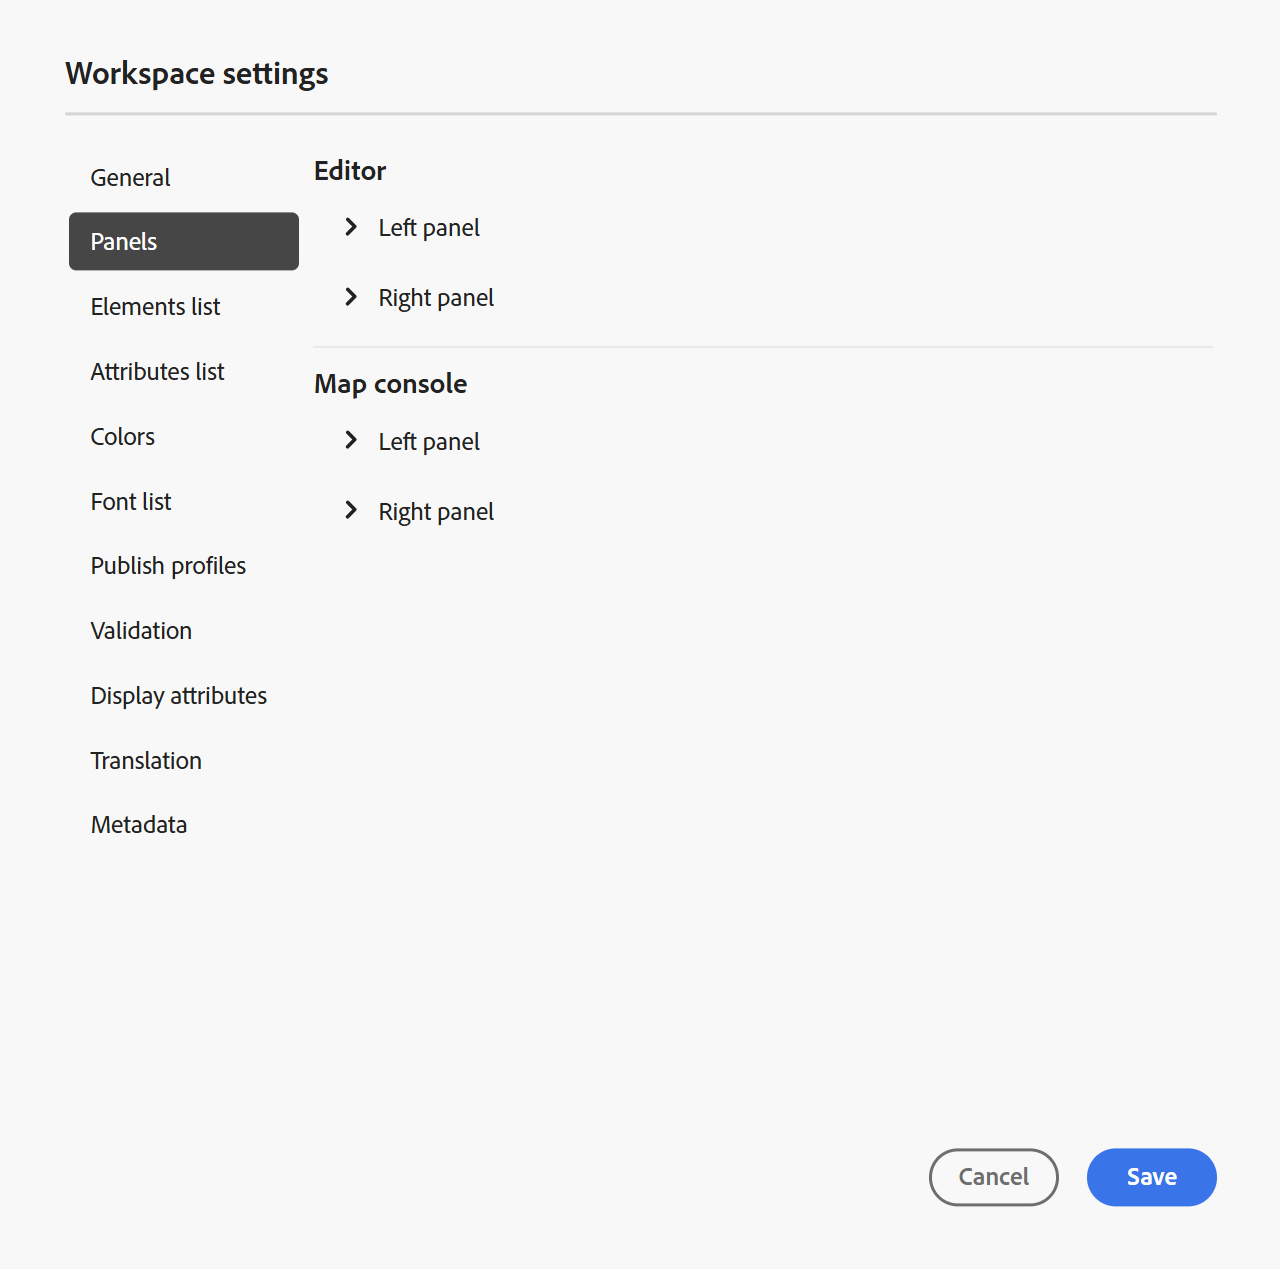 Workspace settings
General
Panels
Elements list
Attributes list
Colors
Font list
Publish profiles
Validation
Display attributes
Translation
Metadata
Editor
Left panel
Right panel
Map console
Left panel
Right panel
Cancel
Save